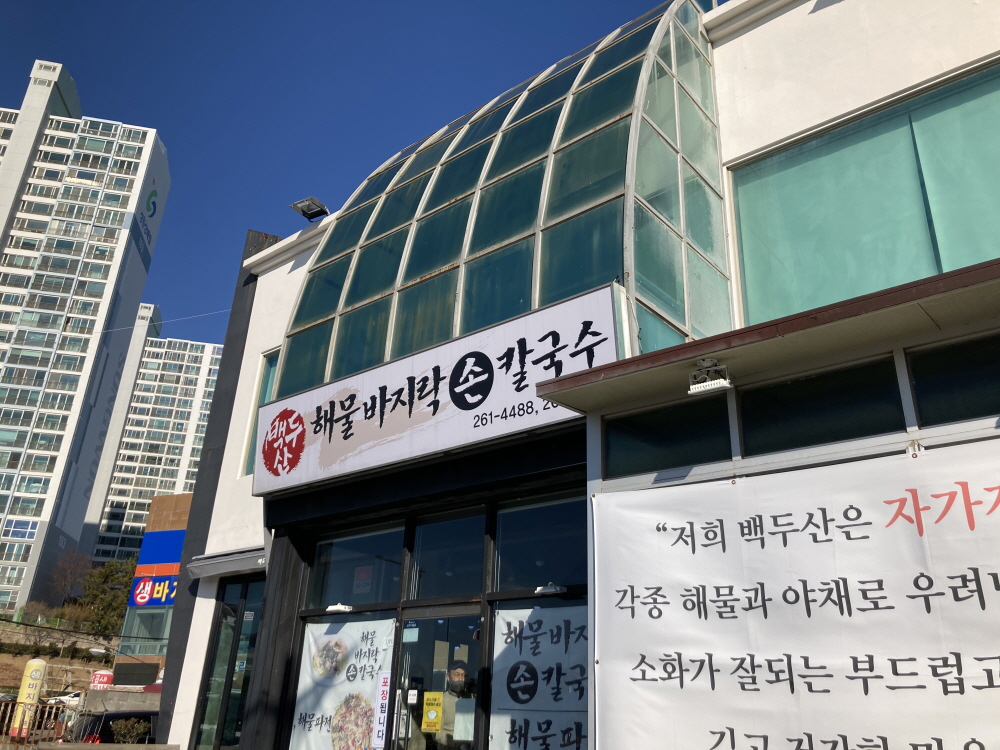 백두산
해물 바지락 손 칼국수
261-4488, 2
생바지
해물
바지락
손 칼국수
해물파전
포장됩니다
해물 바지
손 칼국
해물파
“저희 백두산은 자가
각종 해물과 야채로 우려
소화가 잘되는 부드럽고